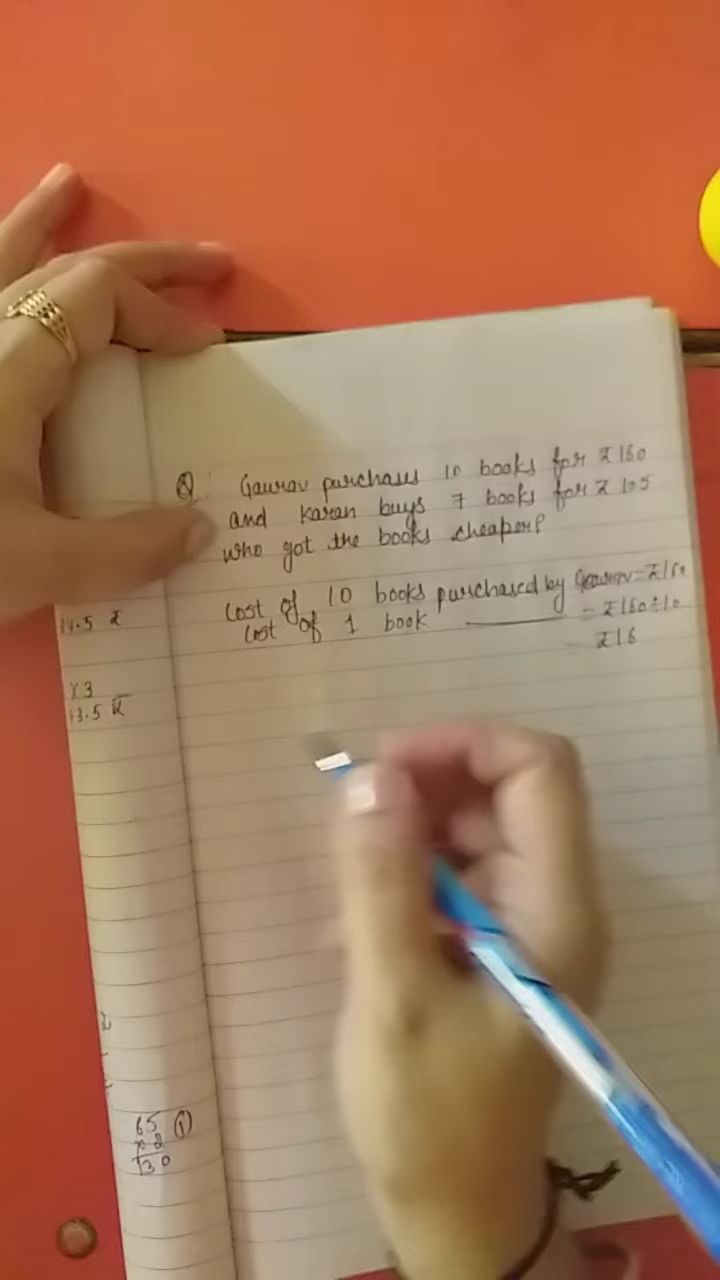 Q. Gaurav purchases 10 books for ₹160
and Karan buys 7 books for ₹ 105
who got the books cheaper?
Cost of 10 books purchased by Gaurav = ₹160
Cost of 1 book ——— = ₹160÷10
= ₹16
14.5 ₹
x 3
43.5 ₹
65 ①
x 2
130